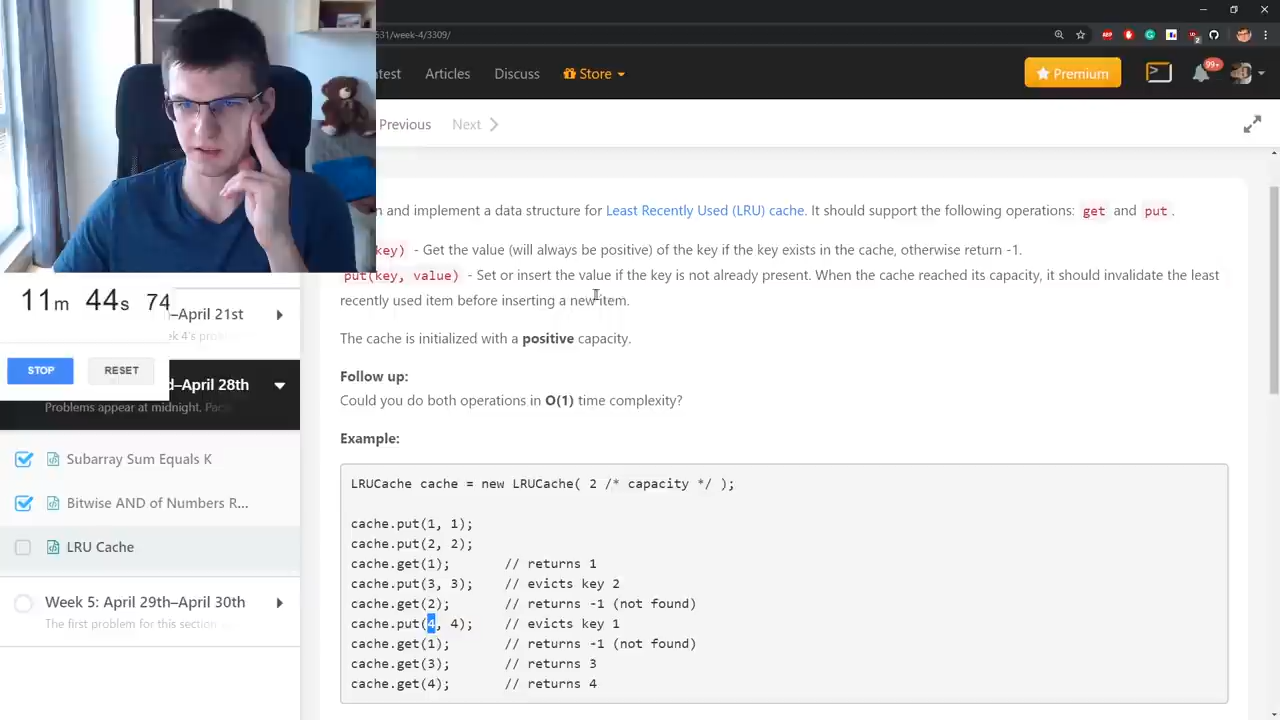 531/week-4/3309/
Articles
Discuss
Store
Premium
99+
Previous
Next
n and implement a data structure for Least Recently Used (LRU) cache. It should support the following operations: get and put .
key) - Get the value (will always be positive) of the key if the key exists in the cache, otherwise return -1.
put(key, value) - Set or insert the value if the key is not already present. When the cache reached its capacity, it should invalidate the least
recently used item before inserting a new item.
The cache is initialized with a positive capacity.
Follow up:
Could you do both operations in O(1) time complexity?
Example:
LRUCache cache = new LRUCache( 2 /* capacity */ );
cache.put(1, 1);
cache.put(2, 2);
cache.get(1);       // returns 1
cache.put(3, 3);    // evicts key 2
cache.get(2);       // returns -1 (not found)
cache.put(4, 4);    // evicts key 1
cache.get(1);       // returns -1 (not found)
cache.get(3);       // returns 3
cache.get(4);       // returns 4
11m 44s 74
STOP
RESET
–April 21st
ek 4's
d–April 28th
Problems appear at midnight,
Subarray Sum Equals K
Bitwise AND of Numbers R...
LRU Cache
Week 5: April 29th–April 30th
The first problem for this section